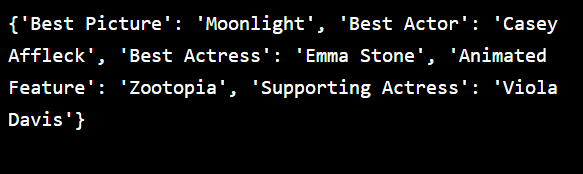 {'Best Picture': 'Moonlight', 'Best Actor': 'Casey
Affleck', 'Best Actress': 'Emma Stone', 'Animated
Feature': 'Zootopia', 'Supporting Actress': 'Viola
Davis'}